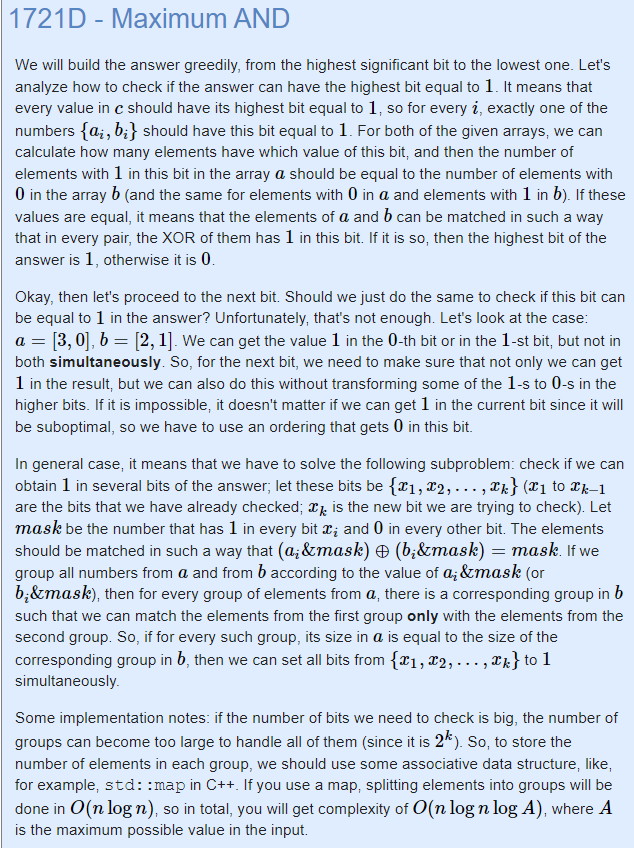 1721D - Maximum AND
We will build the answer greedily, from the highest significant bit to the lowest one. Let's
analyze how to check if the answer can have the highest bit equal to 1. It means that
every value in c should have its highest bit equal to 1, so for every i, exactly one of the
numbers {a_i, b_i} should have this bit equal to 1. For both of the given arrays, we can
calculate how many elements have which value of this bit, and then the number of
elements with 1 in this bit in the array a should be equal to the number of elements with
0 in the array b (and the same for elements with 0 in a and elements with 1 in b). If these
values are equal, it means that the elements of a and b can be matched in such a way
that in every pair, the XOR of them has 1 in this bit. If it is so, then the highest bit of the
answer is 1, otherwise it is 0.
Okay, then let's proceed to the next bit. Should we just do the same to check if this bit can
be equal to 1 in the answer? Unfortunately, that's not enough. Let's look at the case:
a = [3, 0], b = [2, 1]. We can get the value 1 in the 0-th bit or in the 1-st bit, but not in
both simultaneously. So, for the next bit, we need to make sure that not only we can get
1 in the result, but we can also do this without transforming some of the 1-s to 0-s in the
higher bits. If it is impossible, it doesn't matter if we can get 1 in the current bit since it will
be suboptimal, so we have to use an ordering that gets 0 in this bit.
In general case, it means that we have to solve the following subproblem: check if we can
obtain 1 in several bits of the answer; let these bits be {x_1, x_2, . . . , x_k} (x_1 to x_{k−1}
are the bits that we have already checked; x_k is the new bit we are trying to check). Let
mask be the number that has 1 in every bit x_i and 0 in every other bit. The elements
should be matched in such a way that (a_i&mask) ⊕ (b_i&mask) = mask. If we
group all numbers from a and from b according to the value of a_i&mask (or
b_i&mask), then for every group of elements from a, there is a corresponding group in b
such that we can match the elements from the first group only with the elements from the
second group. So, if for every such group, its size in a is equal to the size of the
corresponding group in b, then we can set all bits from {x_1, x_2, . . . , x_k} to 1
simultaneously.
Some implementation notes: if the number of bits we need to check is big, the number of
groups can become too large to handle all of them (since it is 2^k). So, to store the
number of elements in each group, we should use some associative data structure, like,
for example, std::map in C++. If you use a map, splitting elements into groups will be
done in O(n log n), so in total, you will get complexity of O(n log n log A), where A
is the maximum possible value in the input.